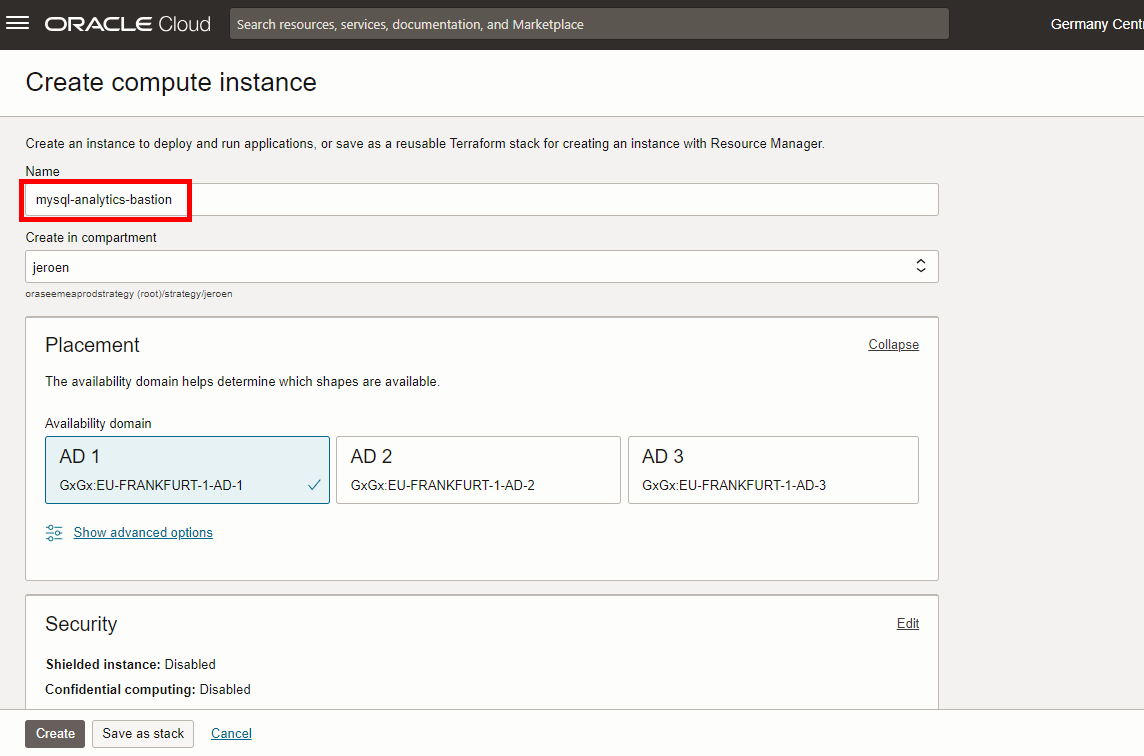 ORACLE Cloud
Search resources, services, documentation, and Marketplace
Germany Cent
Create compute instance
Create an instance to deploy and run applications, or save as a reusable Terraform stack for creating an instance with Resource Manager.
Name
mysql-analytics-bastion
Create in compartment
jeroen
oraseemeaprodstrategy (root)/strategy/jeroen
Placement
Collapse
The availability domain helps determine which shapes are available.
Availability domain
AD 1
GxGx:EU-FRANKFURT-1-AD-1
AD 2
GxGx:EU-FRANKFURT-1-AD-2
AD 3
GxGx:EU-FRANKFURT-1-AD-3
Show advanced options
Security
Edit
Shielded instance: Disabled
Confidential computing: Disabled
Create
Save as stack
Cancel